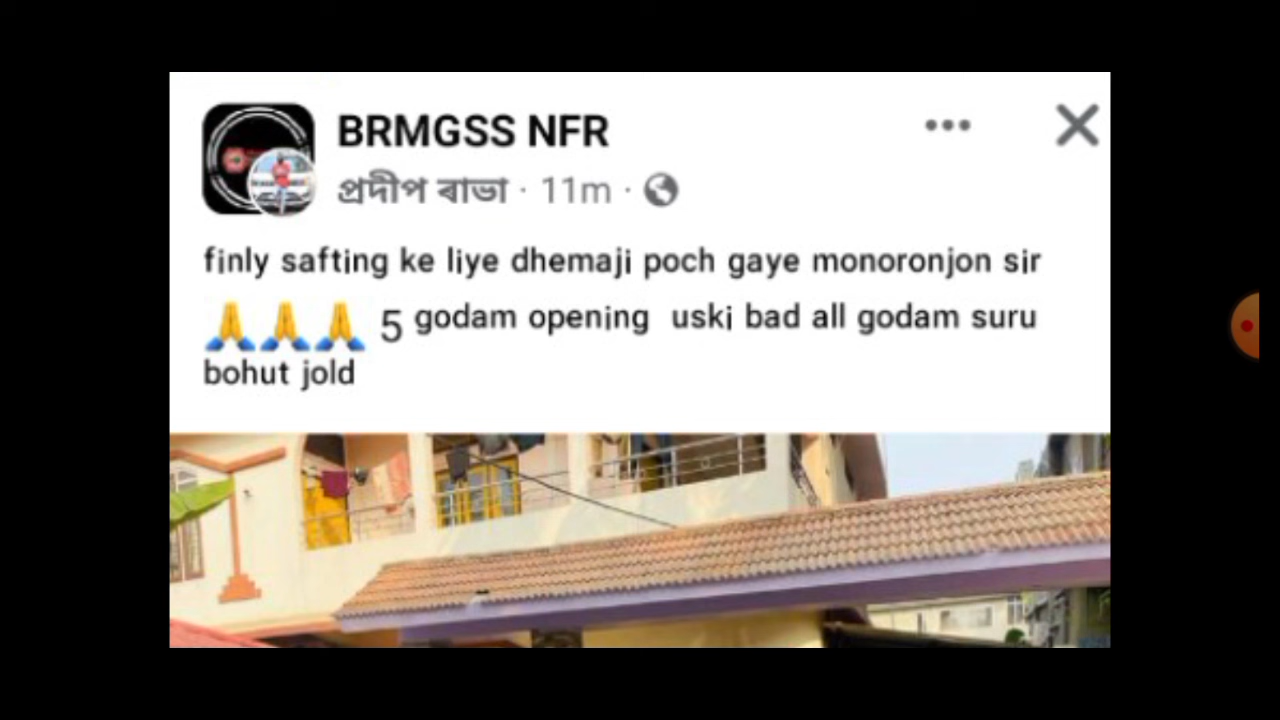 BRMGSS NFR
প্রদীপ ৰাভা · 11m ·
finly safting ke liye dhemaji poch gaye monoronjon sir
🙏🙏🙏 5 godam opening uski bad all godam suru
bohut jold